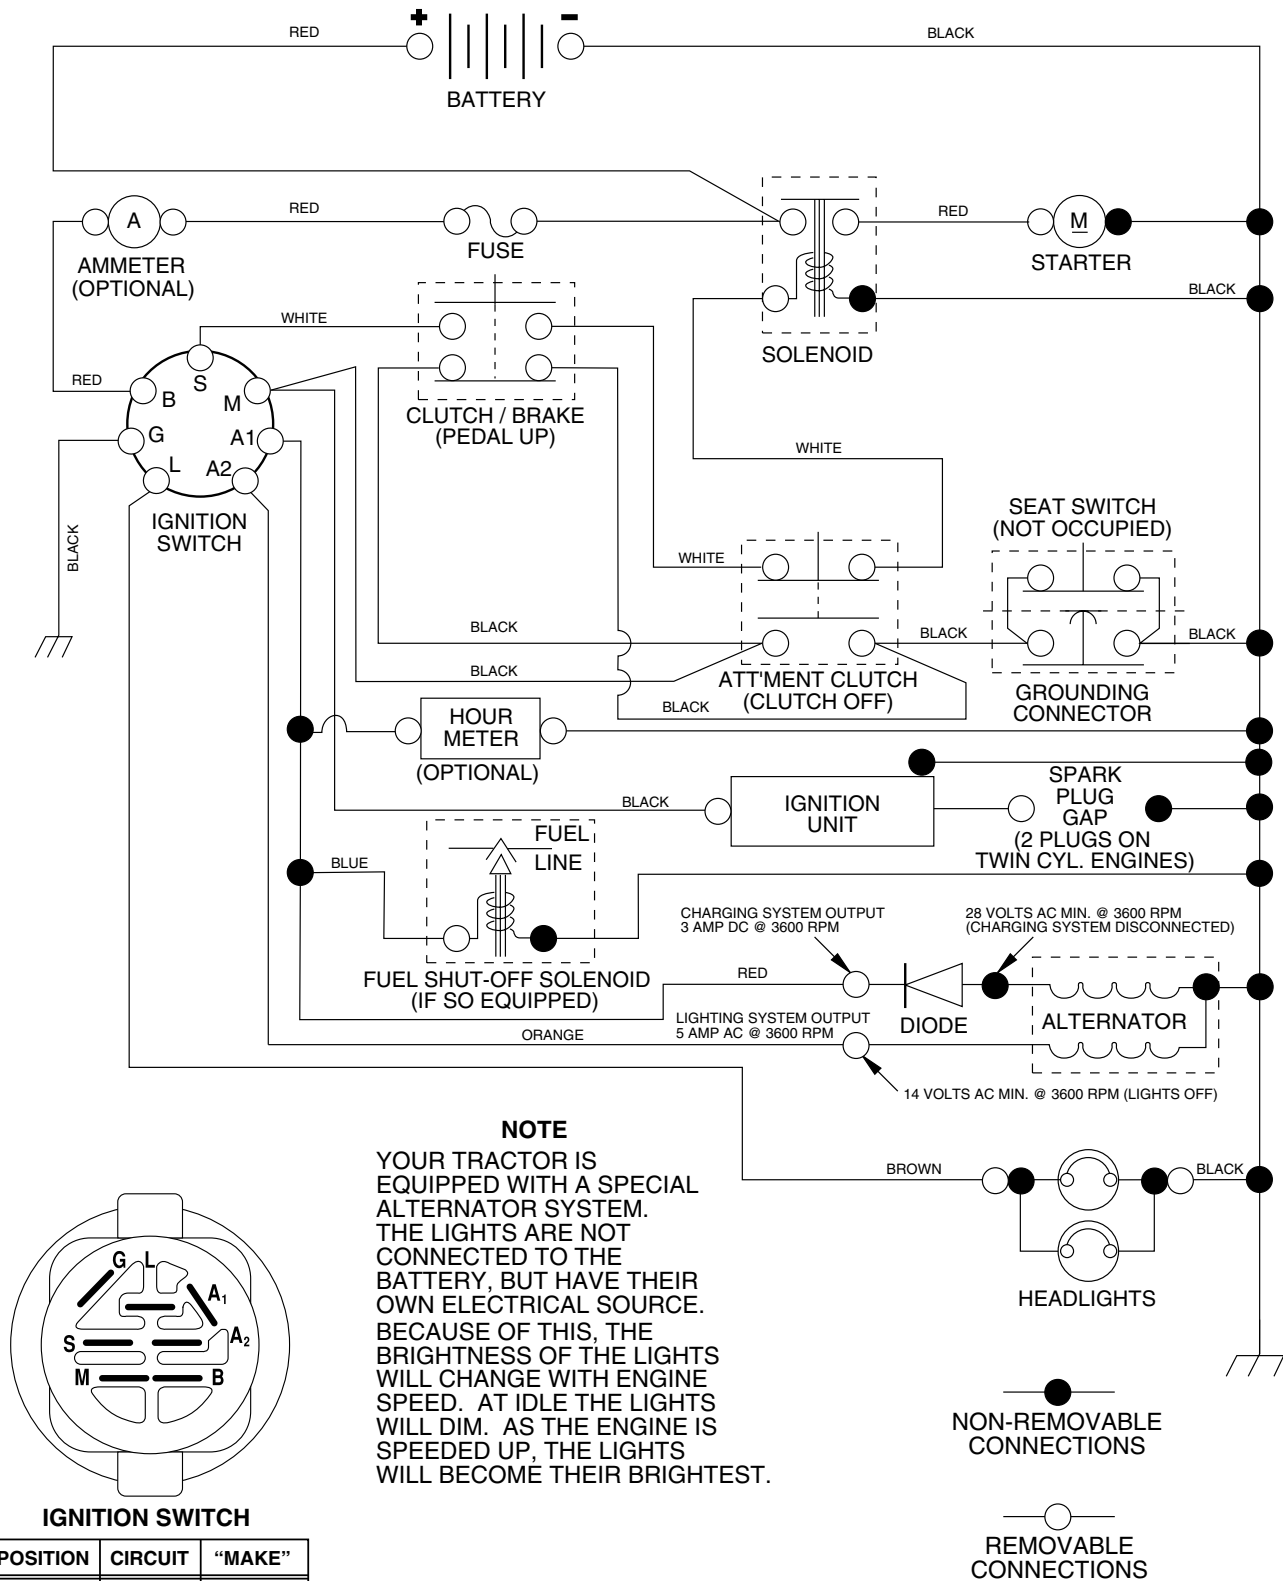 + −
RED
BLACK
BATTERY
A
RED
RED
M
AMMETER
(OPTIONAL)
FUSE
STARTER
WHITE
BLACK
SOLENOID
RED
S
B
M
G
A1
L
A2
CLUTCH / BRAKE
(PEDAL UP)
WHITE
IGNITION
SWITCH
BLACK
SEAT SWITCH
(NOT OCCUPIED)
WHITE
BLACK
BLACK
BLACK
BLACK
ATT'MENT CLUTCH
(CLUTCH OFF)
GROUNDING
CONNECTOR
BLACK
HOUR
METER
(OPTIONAL)
BLACK
IGNITION
UNIT
SPARK
PLUG
GAP
(2 PLUGS ON
TWIN CYL. ENGINES)
BLUE
FUEL
LINE
FUEL SHUT-OFF SOLENOID
(IF SO EQUIPPED)
CHARGING SYSTEM OUTPUT
3 AMP DC @ 3600 RPM
28 VOLTS AC MIN. @ 3600 RPM
(CHARGING SYSTEM DISCONNECTED)
RED
DIODE
ALTERNATOR
LIGHTING SYSTEM OUTPUT
5 AMP AC @ 3600 RPM
ORANGE
14 VOLTS AC MIN. @ 3600 RPM (LIGHTS OFF)
BROWN
BLACK
HEADLIGHTS
NOTE
YOUR TRACTOR IS
EQUIPPED WITH A SPECIAL
ALTERNATOR SYSTEM.
THE LIGHTS ARE NOT
CONNECTED TO THE
BATTERY, BUT HAVE THEIR
OWN ELECTRICAL SOURCE.
BECAUSE OF THIS, THE
BRIGHTNESS OF THE LIGHTS
WILL CHANGE WITH ENGINE
SPEED. AT IDLE THE LIGHTS
WILL DIM. AS THE ENGINE IS
SPEEDED UP, THE LIGHTS
WILL BECOME THEIR BRIGHTEST.
G L
A1
S
A2
M
B
IGNITION SWITCH
POSITION CIRCUIT “MAKE”
NON-REMOVABLE
CONNECTIONS
REMOVABLE
CONNECTIONS